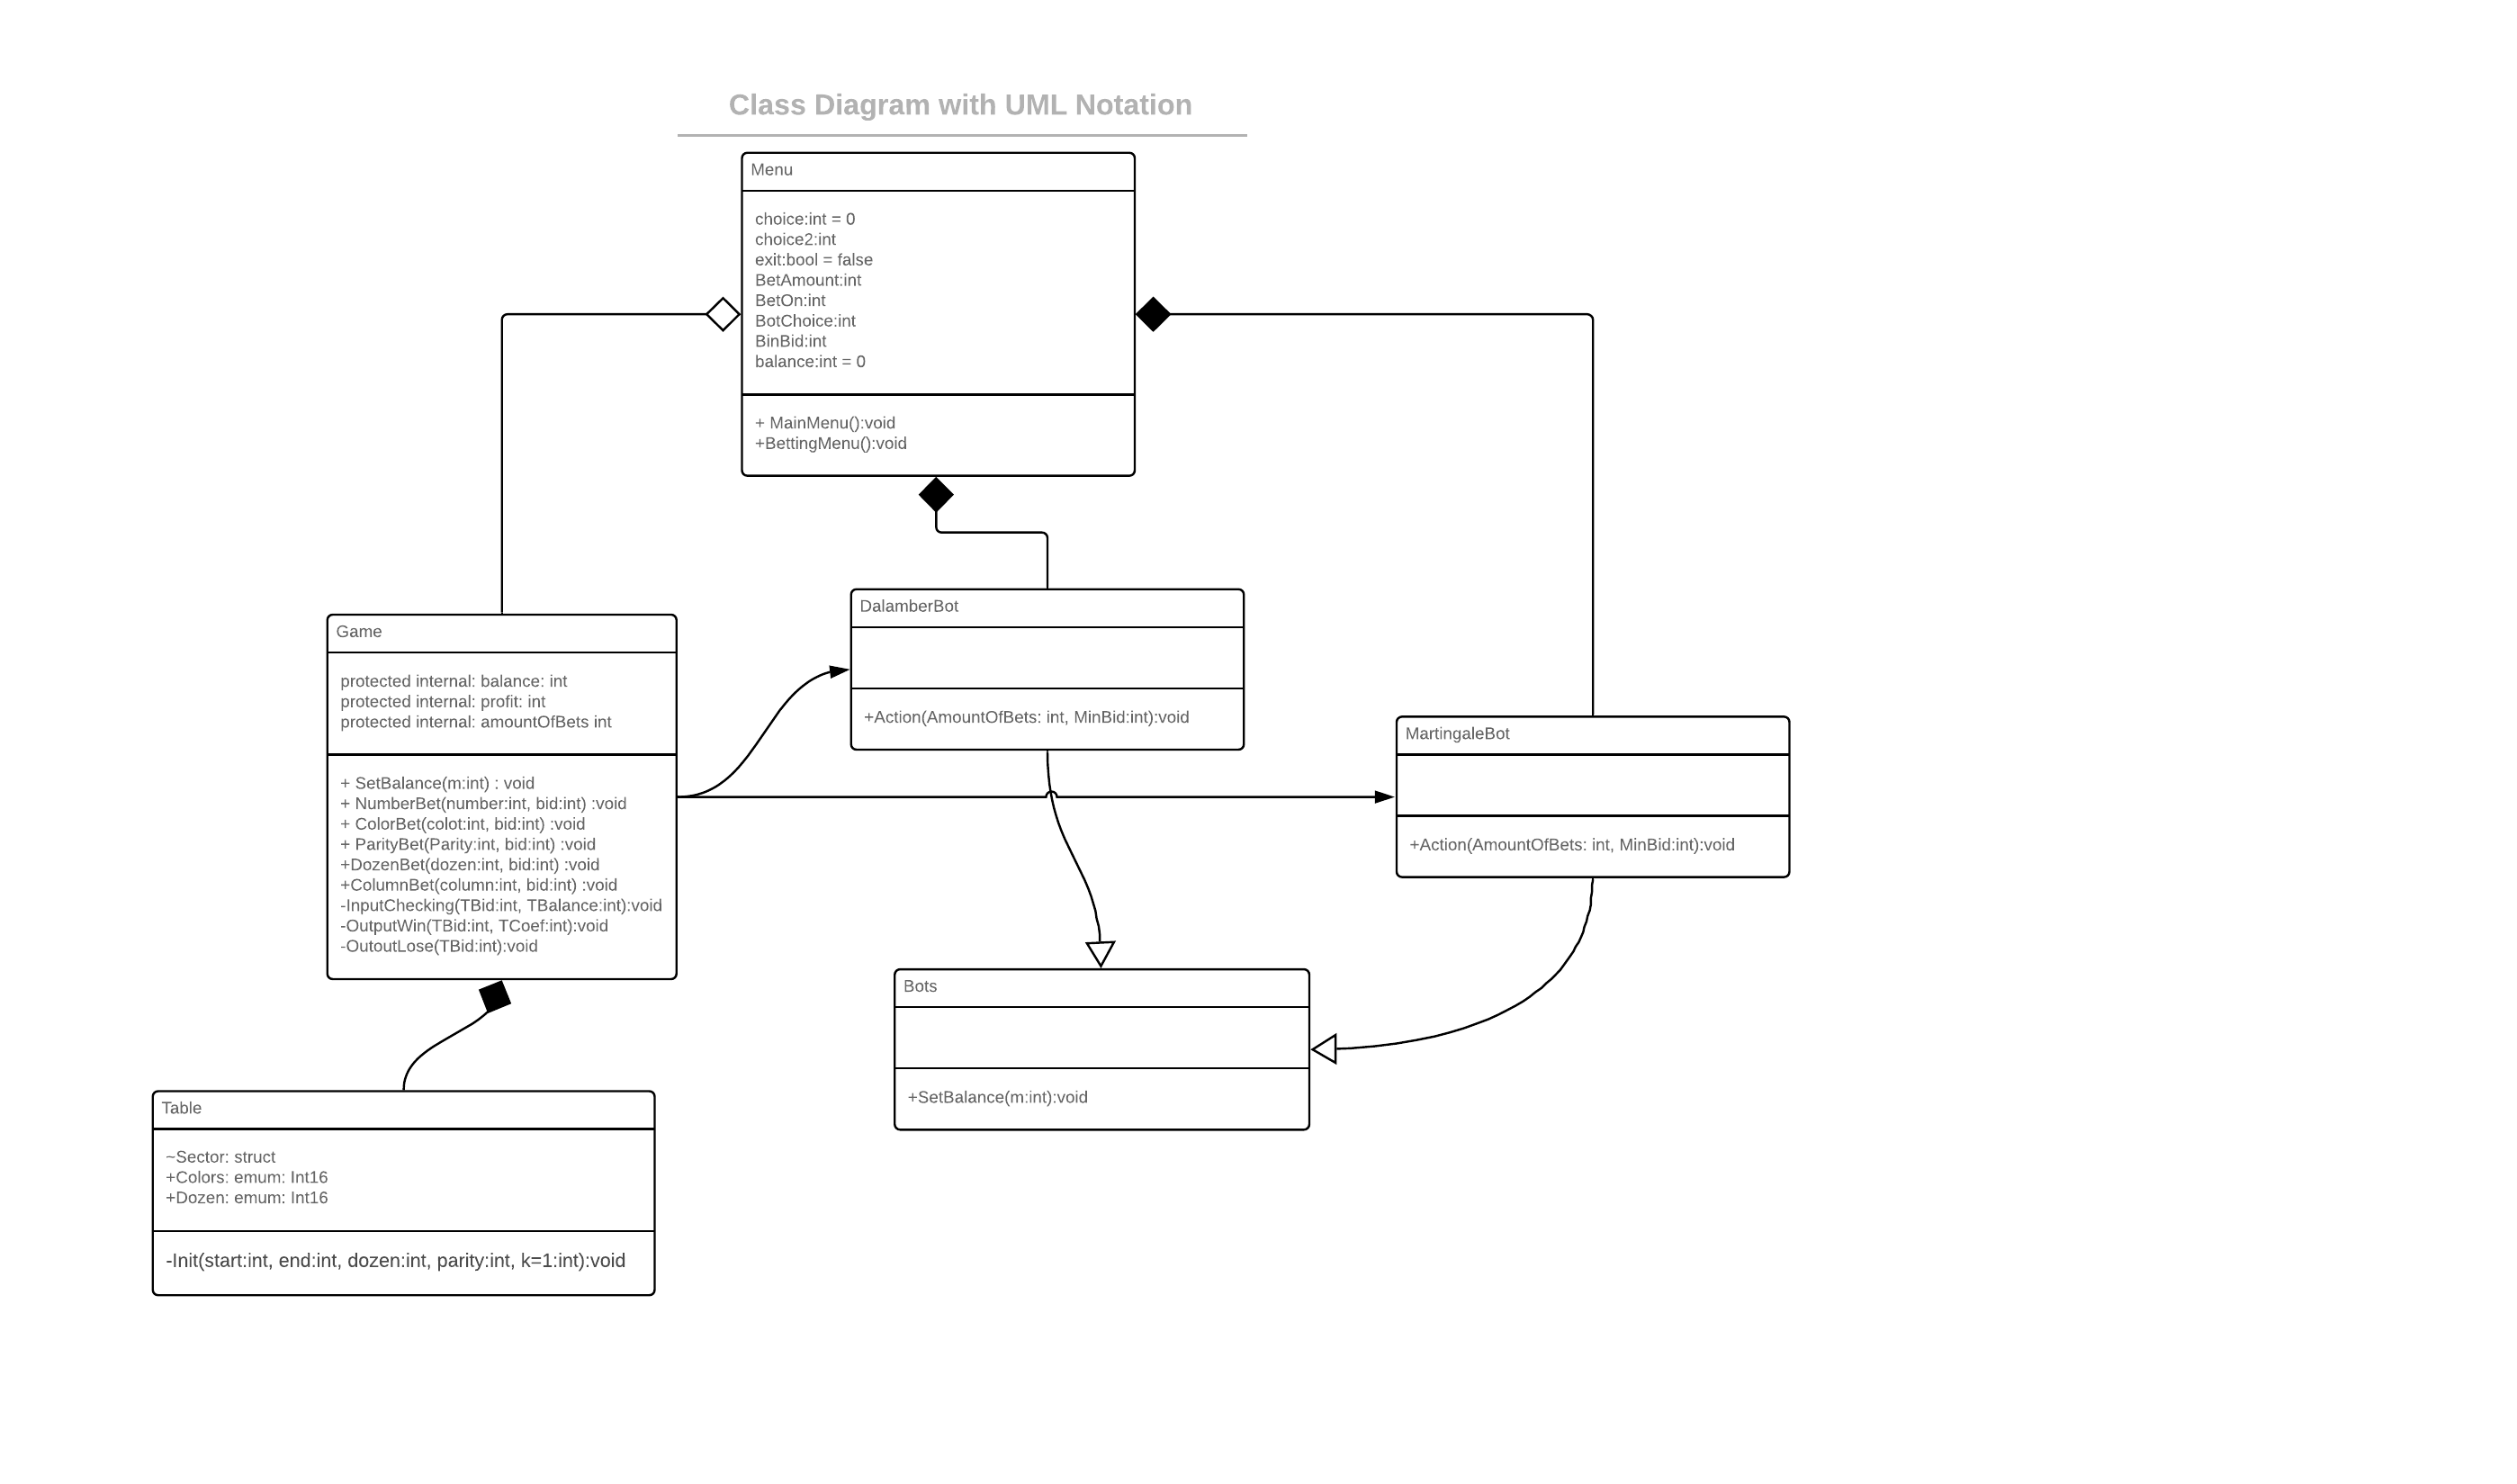 Class Diagram with UML Notation
Menu
choice:int = 0
choice2:int
exit:bool = false
BetAmount:int
BetOn:int
BotChoice:int
BinBid:int
balance:int = 0
+ MainMenu():void
+BettingMenu():void
DalamberBot
+Action(AmountOfBets: int, MinBid:int):void
Game
protected internal: balance: int
protected internal: profit: int
protected internal: amountOfBets int
+ SetBalance(m:int) : void
+ NumberBet(number:int, bid:int) :void
+ ColorBet(colot:int, bid:int) :void
+ ParityBet(Parity:int, bid:int) :void
+DozenBet(dozen:int, bid:int) :void
+ColumnBet(column:int, bid:int) :void
-InputChecking(TBid:int, TBalance:int):void
-OutputWin(TBid:int, TCoef:int):void
-OutoutLose(TBid:int):void
MartingaleBot
+Action(AmountOfBets: int, MinBid:int):void
Bots
+SetBalance(m:int):void
Table
~Sector: struct
+Colors: emum: Int16
+Dozen: emum: Int16
-Init(start:int, end:int, dozen:int, parity:int, k=1:int):void